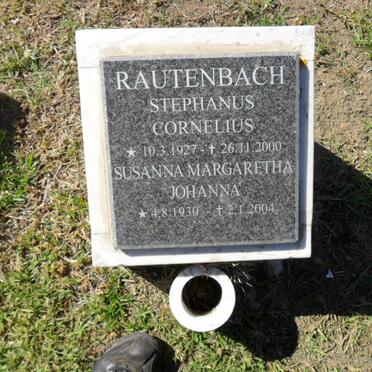 RAUTENBACH
STEPHANUS
CORNELIUS
★ 10.3.1927 - ✝ 26.11.2000
SUSANNA MARGARETHA
JOHANNA
★ 4.8.1930 - ✝ 2.1.2004